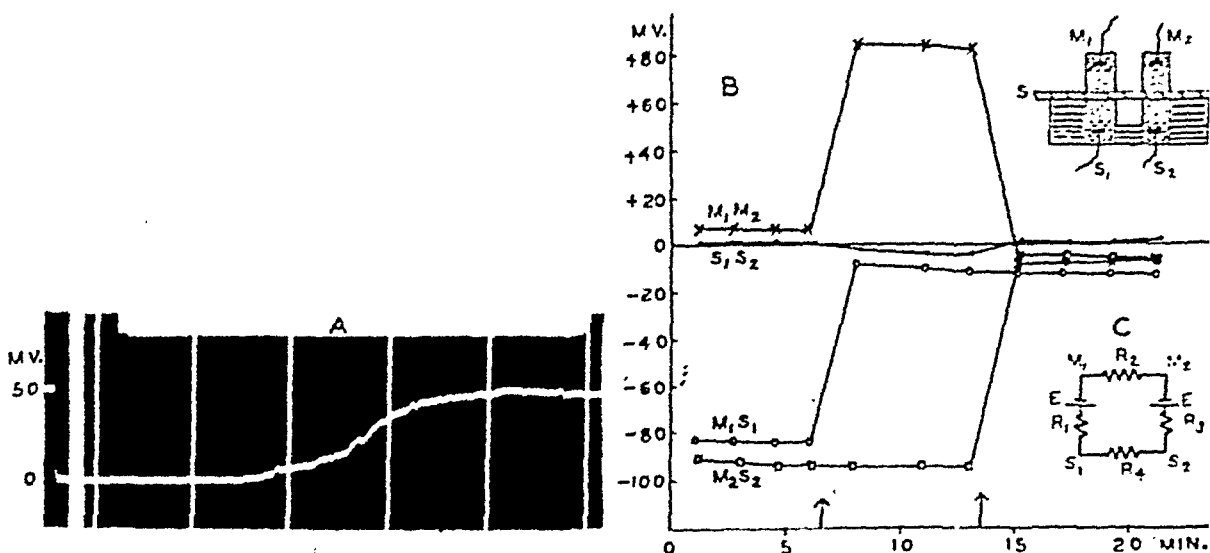 A
MV.
50
0
B
MV.
+80
+60
+40
+20
0
-20
-40
-60
-80
-100
M₁M₂
S₁S₂
M₁S₁
M₂S₂
0 5 10 15 20 MIN.
M₁ M₂
S
S₁ S₂
C
M₁ R₂
E E
R₁ R₃
S₁ R₄ S₂